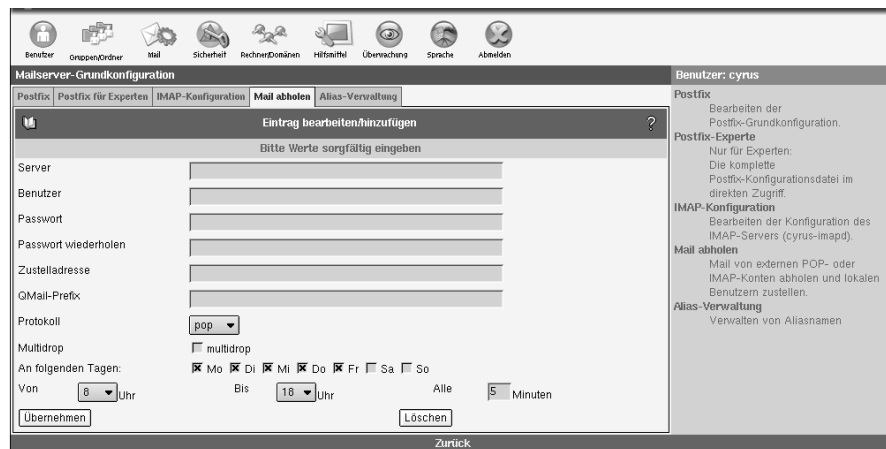 Benutzer Gruppen/Ordner Mail Sicherheit Rechner/Domänen Hilfsmittel Überwachung Sprache Abmelden
Mailserver-Grundkonfiguration
Postfix Postfix für Experten IMAP-Konfiguration Mail abholen Alias-Verwaltung
Eintrag bearbeiten/hinzufügen ?
Bitte Werte sorgfältig eingeben
Server
Benutzer
Passwort
Passwort wiederholen
Zustelladresse
QMail-Prefix
Protokoll pop
Multidrop multidrop
An folgenden Tagen: Mo Di Mi Do Fr Sa So
Von 8 Uhr Bis 18 Uhr Alle 5 Minuten
Übernehmen Löschen
Zurück
Benutzer: cyrus
Postfix
Bearbeiten der
Postfix-Grundkonfiguration.
Postfix-Experte
Nur für Experten:
Die komplette
Postfix-Konfigurationsdatei im
direkten Zugriff.
IMAP-Konfiguration
Bearbeiten der Konfiguration des
IMAP-Servers (cyrus-imapd).
Mail abholen
Mail von externen POP- oder
IMAP-Konten abholen und lokalen
Benutzern zustellen.
Alias-Verwaltung
Verwalten von Aliasnamen